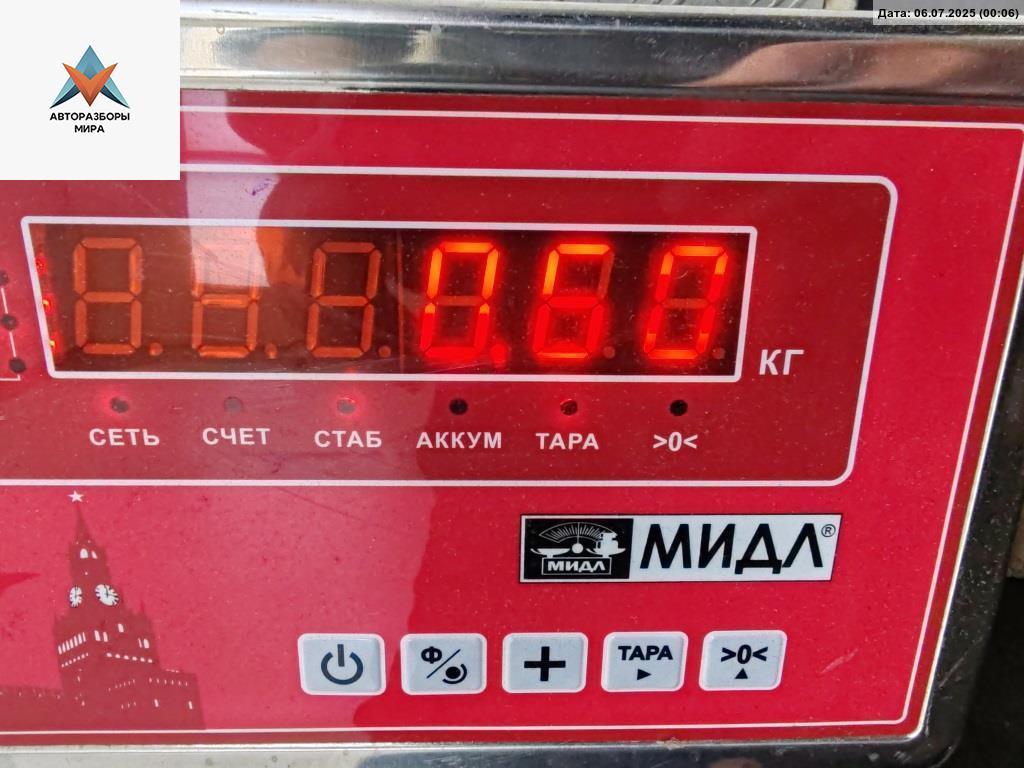 Дата: 06.07.2025 (00:06)
АВТОРАЗБОРЫ
МИРА
0.60
КГ
СЕТЬ СЧЕТ СТАБ АККУМ ТАРА >0<
МИДЛ МИДЛ®
Ф + ТАРА >0<